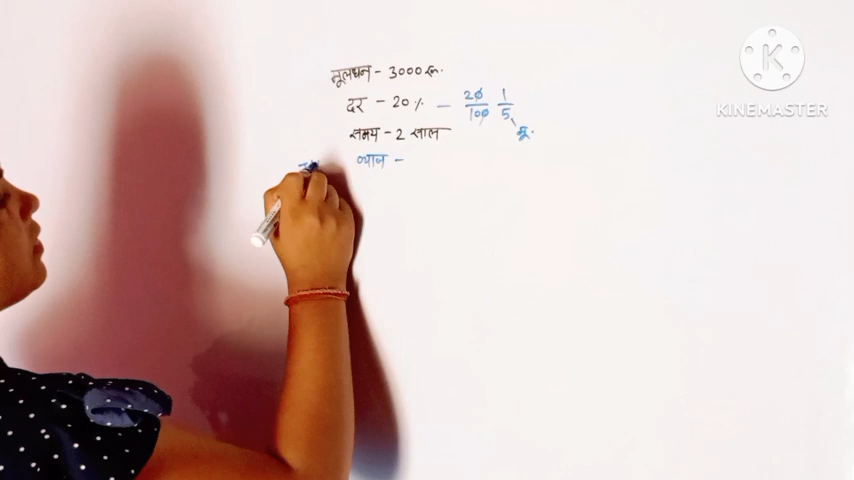 मूलधन - 3000 रु.
दर - 20 % - 20/100 1/5 मू.
समय - 2 साल
ब्याज -
KINEMASTER